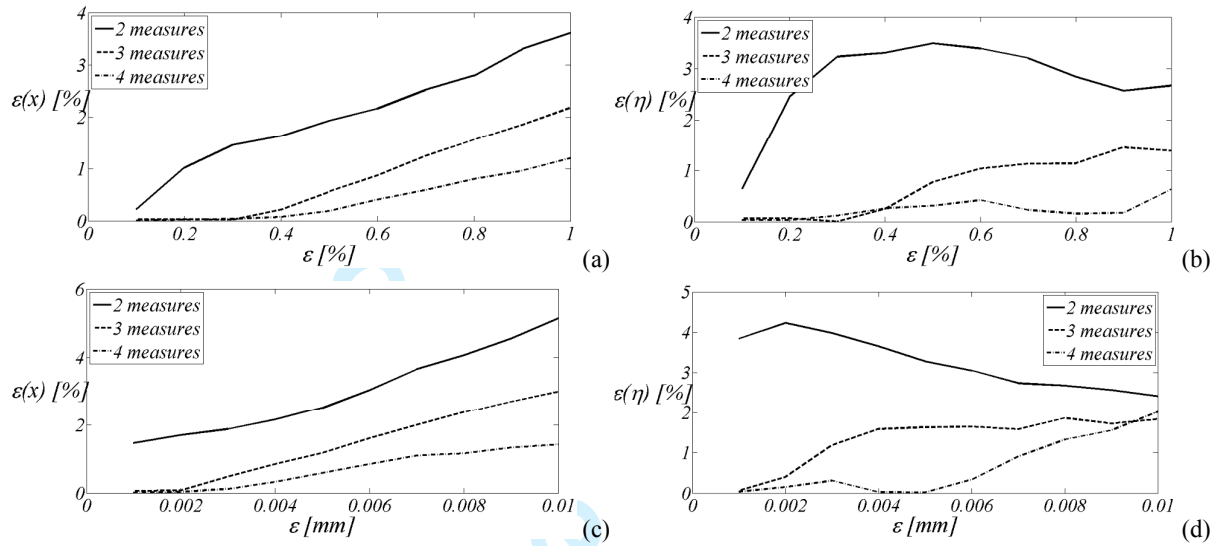 4
3
2
1
0
ε(x) [%]
2 measures
3 measures
4 measures
0 0.2 0.4 0.6 0.8 1
ε [%]
(a)
4
3
2
1
0
ε(η) [%]
2 measures
3 measures
4 measures
0 0.2 0.4 0.6 0.8 1
ε [%]
(b)
6
4
2
0
ε(x) [%]
2 measures
3 measures
4 measures
0 0.002 0.004 0.006 0.008 0.01
ε [mm]
(c)
5
4
3
2
1
0
ε(η) [%]
2 measures
3 measures
4 measures
0 0.002 0.004 0.006 0.008 0.01
ε [mm]
(d)